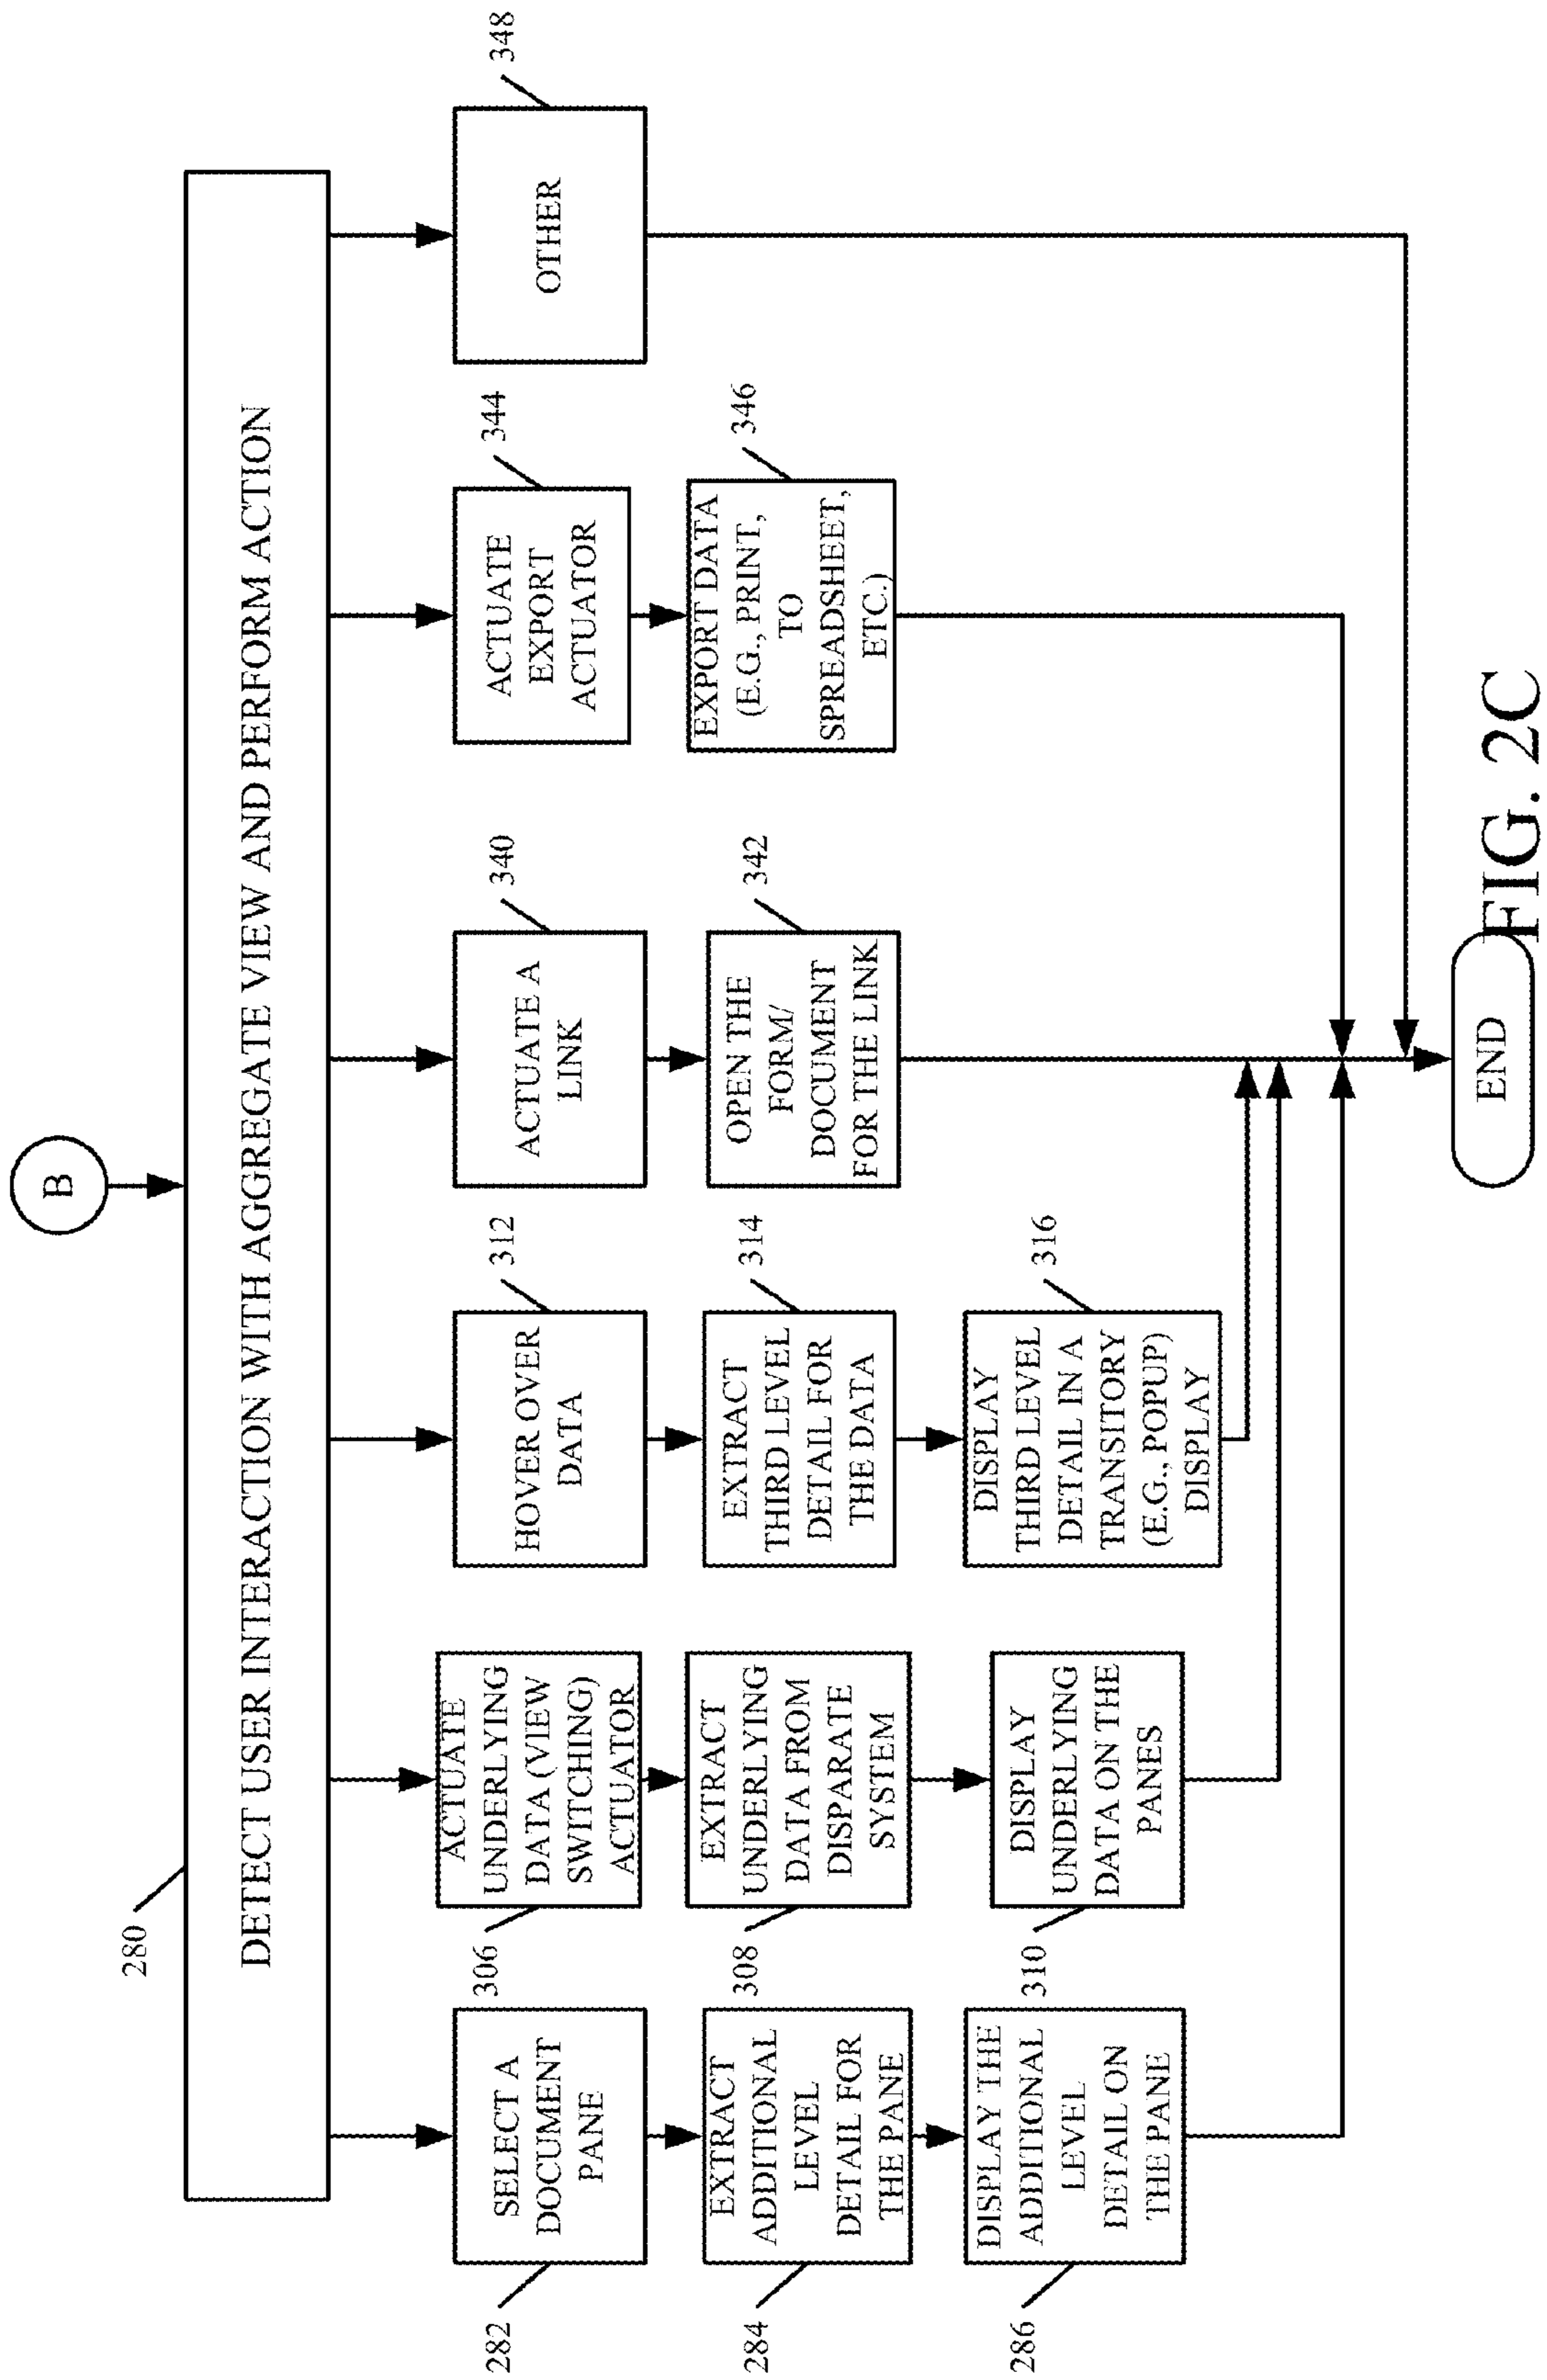 B
280
DETECT USER INTERACTION WITH AGGREGATE VIEW AND PERFORM ACTION
282
SELECT A
DOCUMENT
PANE
284
EXTRACT
ADDITIONAL
LEVEL
DETAIL FOR
THE PANE
286
DISPLAY THE
ADDITIONAL
LEVEL
DETAIL ON
THE PANE
306
ACTUATE
UNDERLYING
DATA (VIEW
SWITCHING)
ACTUATOR
308
EXTRACT
UNDERLYING
DATA FROM
DISPARATE
SYSTEM
310
DISPLAY
UNDERLYING
DATA ON THE
PANES
312
HOVER OVER
DATA
314
EXTRACT
THIRD LEVEL
DETAIL FOR
THE DATA
316
DISPLAY
THIRD LEVEL
DETAIL IN A
TRANSITORY
(E.G., POPUP)
DISPLAY
340
ACTUATE A
LINK
342
OPEN THE
FORM/
DOCUMENT
FOR THE LINK
344
ACTUATE
EXPORT
ACTUATOR
346
EXPORT DATA
(E.G., PRINT,
TO
SPREADSHEET,
ETC.)
348
OTHER
END
FIG. 2C